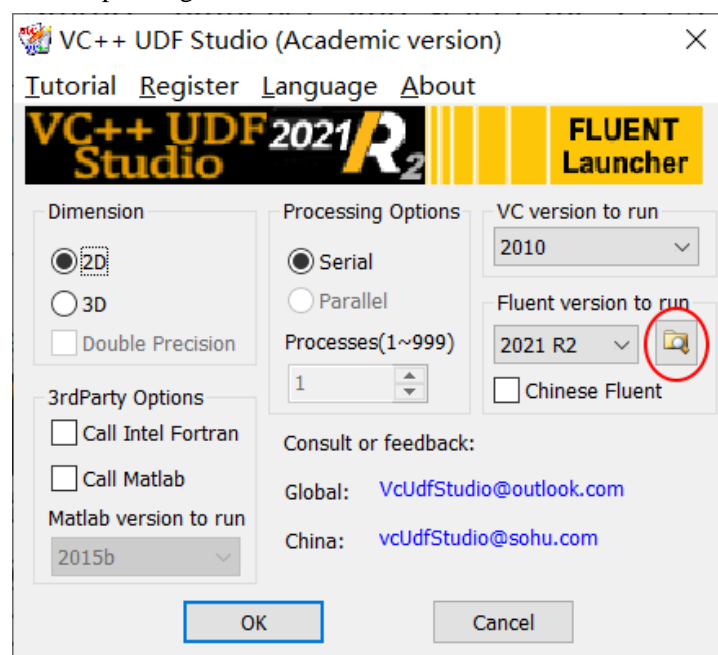 VC++ UDF Studio (Academic version)
Tutorial Register Language About
VC++ UDF Studio 2021 R2 FLUENT Launcher
Dimension
2D
3D
Double Precision
Processing Options
Serial
Parallel
Processes(1~999)
1
VC version to run
2010
Fluent version to run
2021 R2
Chinese Fluent
3rdParty Options
Call Intel Fortran
Call Matlab
Matlab version to run
2015b
Consult or feedback:
Global: VcUdfStudio@outlook.com
China: vcUdfStudio@sohu.com
OK Cancel